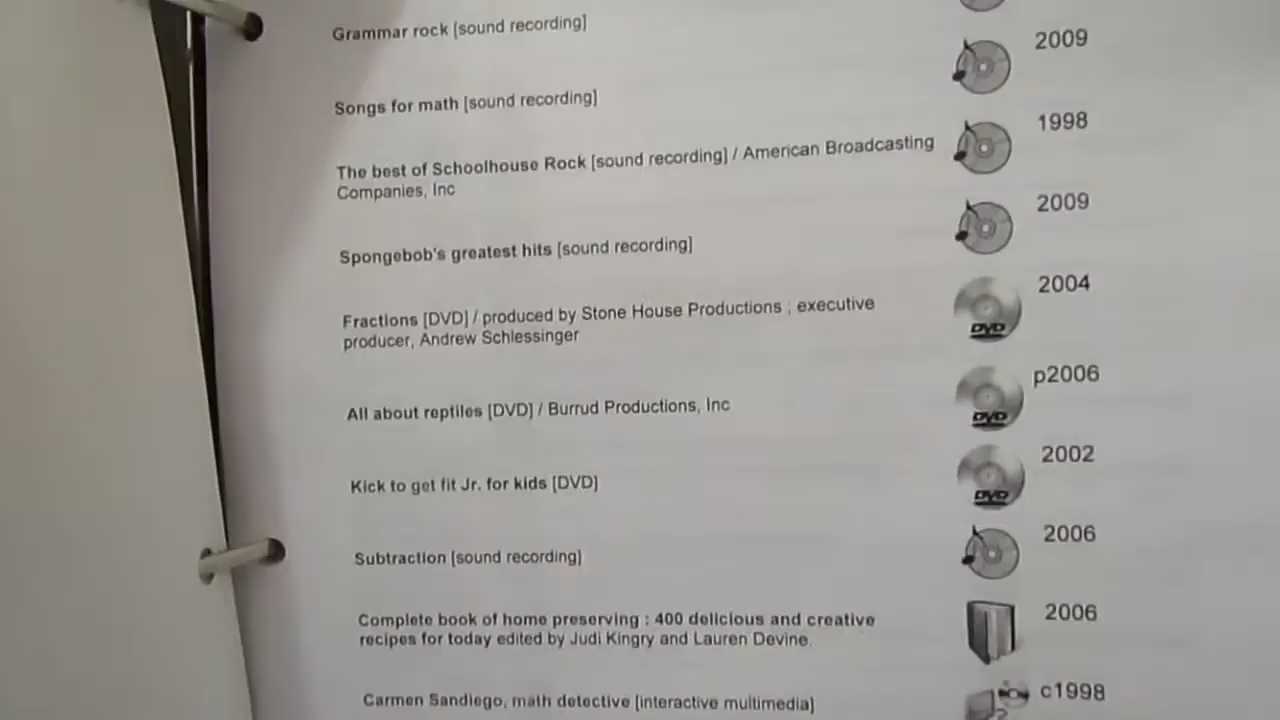 Grammar rock [sound recording]
2009
Songs for math [sound recording]
1998
The best of Schoolhouse Rock [sound recording] / American Broadcasting
Companies, Inc
2009
Spongebob's greatest hits [sound recording]
2004
Fractions [DVD] / produced by Stone House Productions ; executive
producer, Andrew Schlessinger
DVD
p2006
All about reptiles [DVD] / Burrud Productions, Inc
DVD
2002
Kick to get fit Jr. for kids [DVD]
DVD
2006
Subtraction [sound recording]
2006
Complete book of home preserving : 400 delicious and creative
recipes for today edited by Judi Kingry and Lauren Devine.
c1998
Carmen Sandiego, math detective [interactive multimedia]